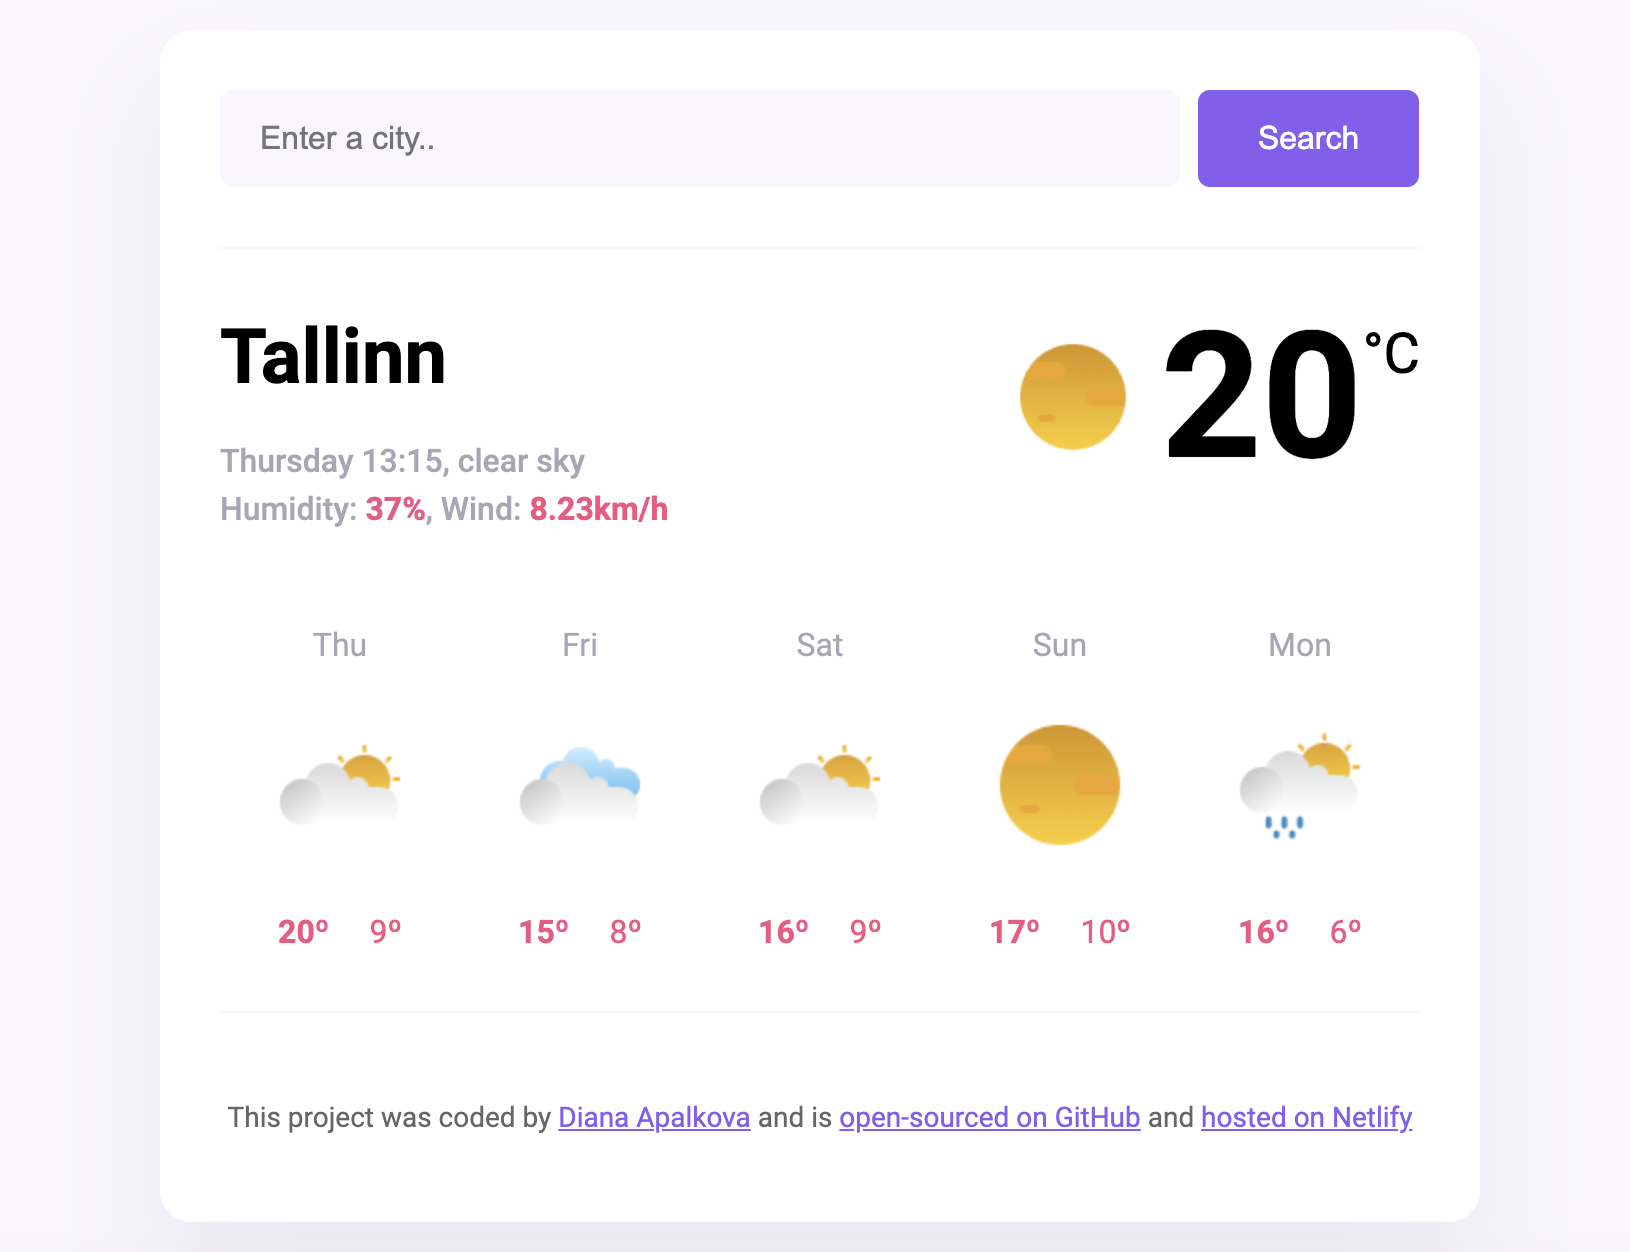 Enter a city..
Search
Tallinn
20 °C
Thursday 13:15, clear sky
Humidity: 37%, Wind: 8.23km/h
Thu Fri Sat Sun Mon
20º 9º 15º 8º 16º 9º 17º 10º 16º 6º
This project was coded by Diana Apalkova and is open-sourced on GitHub and hosted on Netlify